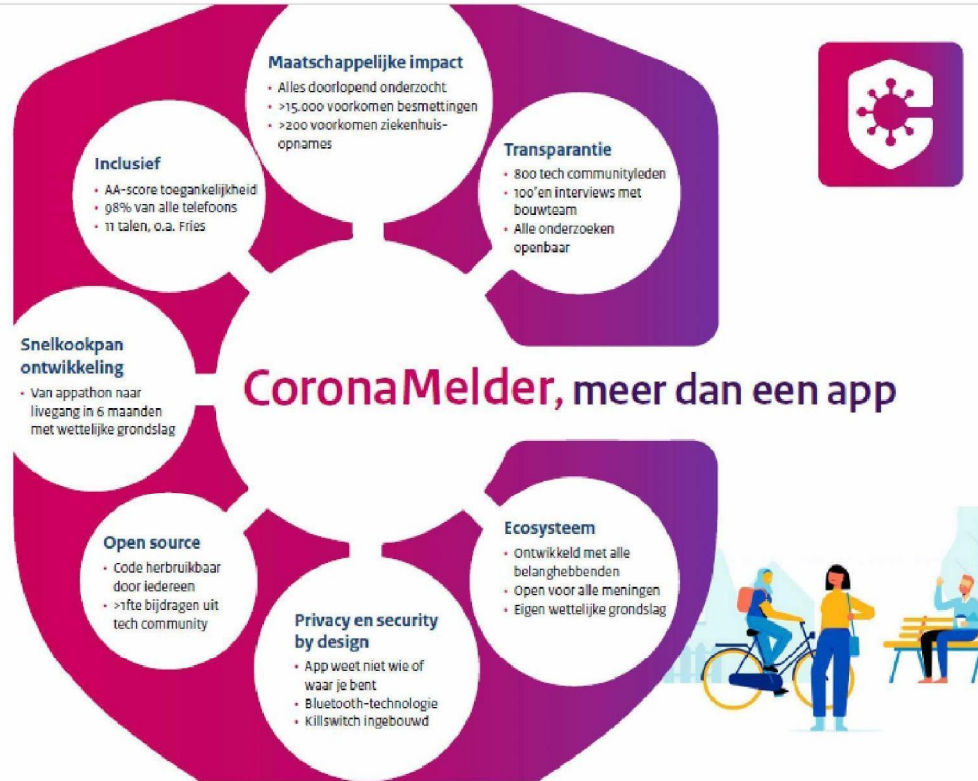 Maatschappelijke impact
• Alles doorlopend onderzocht
• >15.000 voorkomen besmettingen
• >200 voorkomen ziekenhuis-
opnames
Transparantie
• 800 tech communityleden
• 100'en interviews met
bouwteam
• Alle onderzoeken
openbaar
Inclusief
• AA-score toegankelijkheid
• 98% van alle telefoons
• 11 talen, o.a. Fries
Snelkookpan
ontwikkeling
• Van appathon naar
livegang in 6 maanden
met wettelijke grondslag
CoronaMelder, meer dan een app
Open source
• Code herbruikbaar
door iedereen
• >1fte bijdragen uit
tech community
Privacy en security
by design
• App weet niet wie of
waar je bent
• Bluetooth-technologie
• Killswitch ingebouwd
Ecosysteem
• Ontwikkeld met alle
belanghebbenden
• Open voor alle meningen
• Eigen wettelijke grondslag